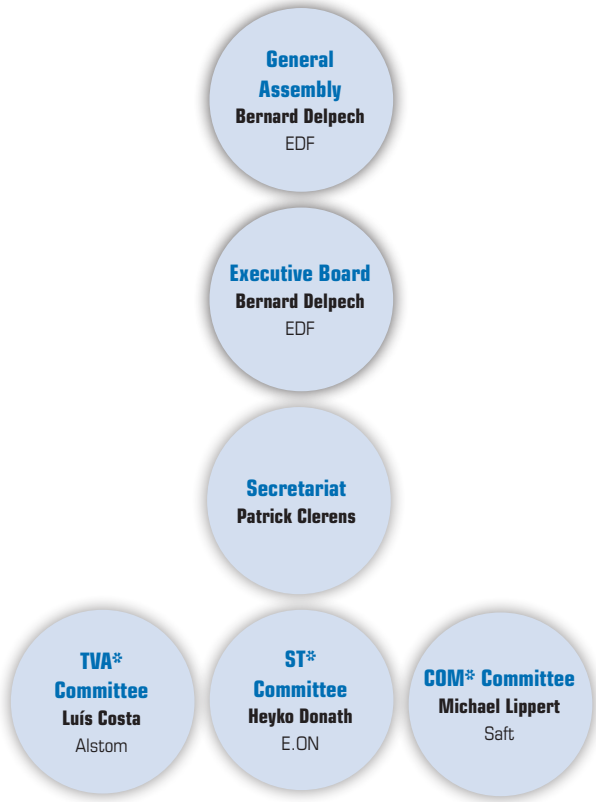 General
Assembly
Bernard Delpech
EDF
Executive Board
Bernard Delpech
EDF
Secretariat
Patrick Clerens
TVA*
Committee
Luís Costa
Alstom
ST*
Committee
Heyko Donath
E.ON
COM* Committee
Michael Lippert
Saft